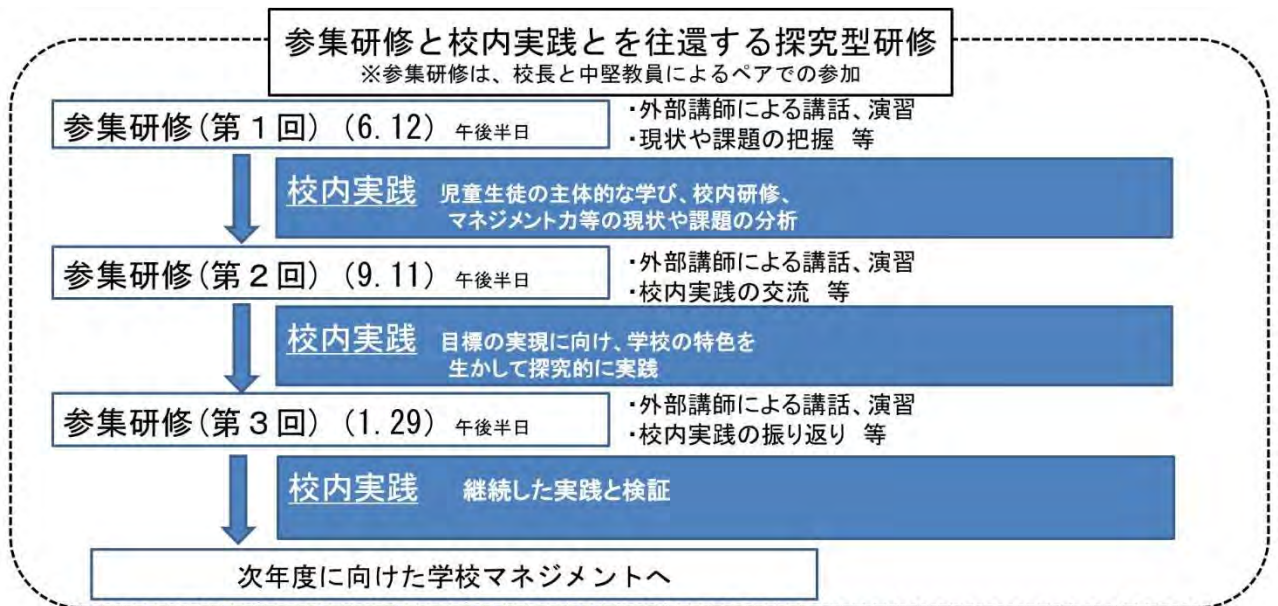 参集研修と校内実践とを往還する探究型研修
※参集研修は、校長と中堅教員によるペアでの参加
参集研修(第1回) (6.12) 午後半日
・外部講師による講話、演習
・現状や課題の把握 等
校内実践 児童生徒の主体的な学び、校内研修、
マネジメント力等の現状や課題の分析
参集研修(第2回) (9.11) 午後半日
・外部講師による講話、演習
・校内実践の交流 等
校内実践 目標の実現に向け、学校の特色を
生かして探究的に実践
参集研修(第3回) (1.29) 午後半日
・外部講師による講話、演習
・校内実践の振り返り 等
校内実践 継続した実践と検証
次年度に向けた学校マネジメントへ